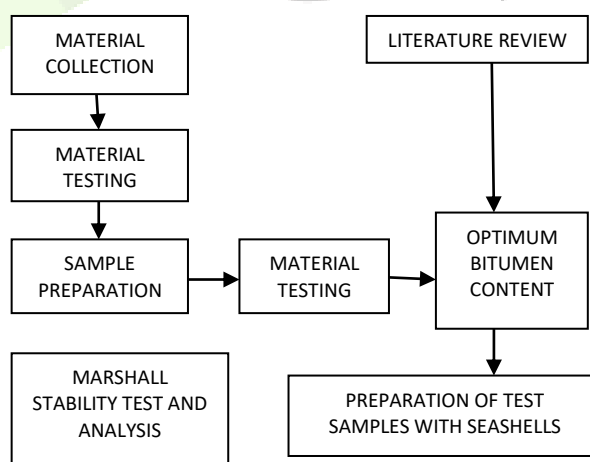 MATERIAL
COLLECTION
LITERATURE REVIEW
MATERIAL
TESTING
SAMPLE
PREPARATION
MATERIAL
TESTING
OPTIMUM
BITUMEN
CONTENT
MARSHALL
STABILITY TEST AND
ANALYSIS
PREPARATION OF TEST
SAMPLES WITH SEASHELLS